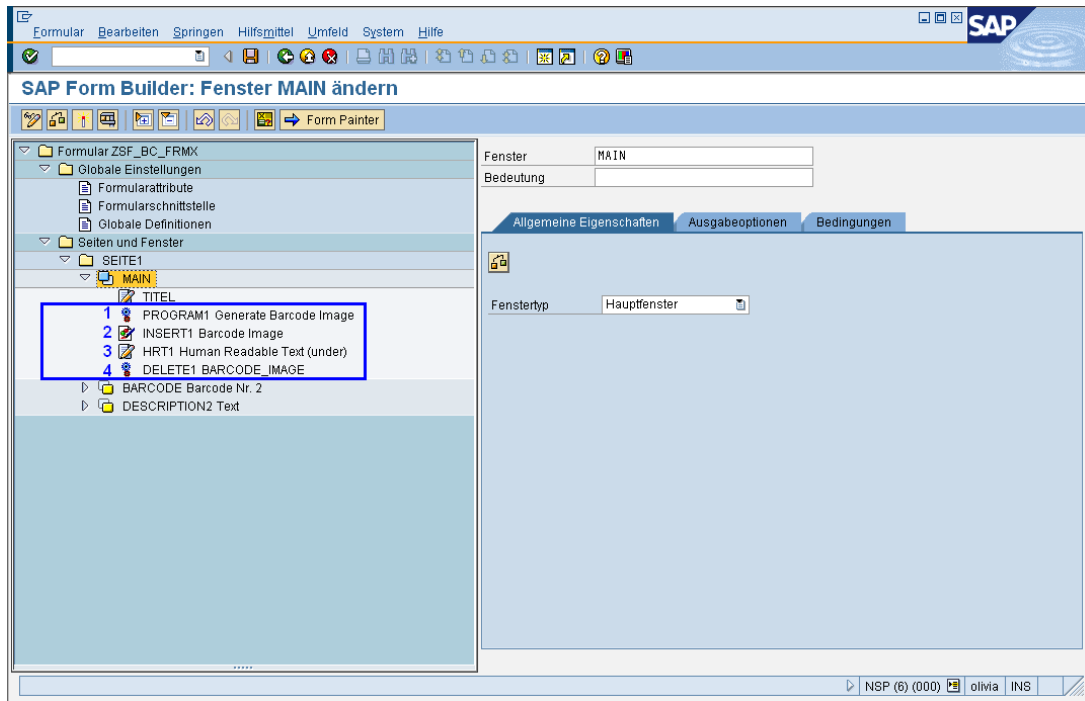 Formular Bearbeiten Springen Hilfsmittel Umfeld System Hilfe
SAP
SAP Form Builder: Fenster MAIN ändern
Form Painter
Formular ZSF_BC_FRMX
Globale Einstellungen
Formularattribute
Formularschnittstelle
Globale Definitionen
Seiten und Fenster
SEITE1
MAIN
TITEL
1 PROGRAM1 Generate Barcode Image
2 INSERT1 Barcode Image
3 HRT1 Human Readable Text (under)
4 DELETE1 BARCODE_IMAGE
BARCODE Barcode Nr. 2
DESCRIPTION2 Text
Fenster MAIN
Bedeutung
Allgemeine Eigenschaften Ausgabeoptionen Bedingungen
Fenstertyp Hauptfenster
NSP (6) (000) olivia INS